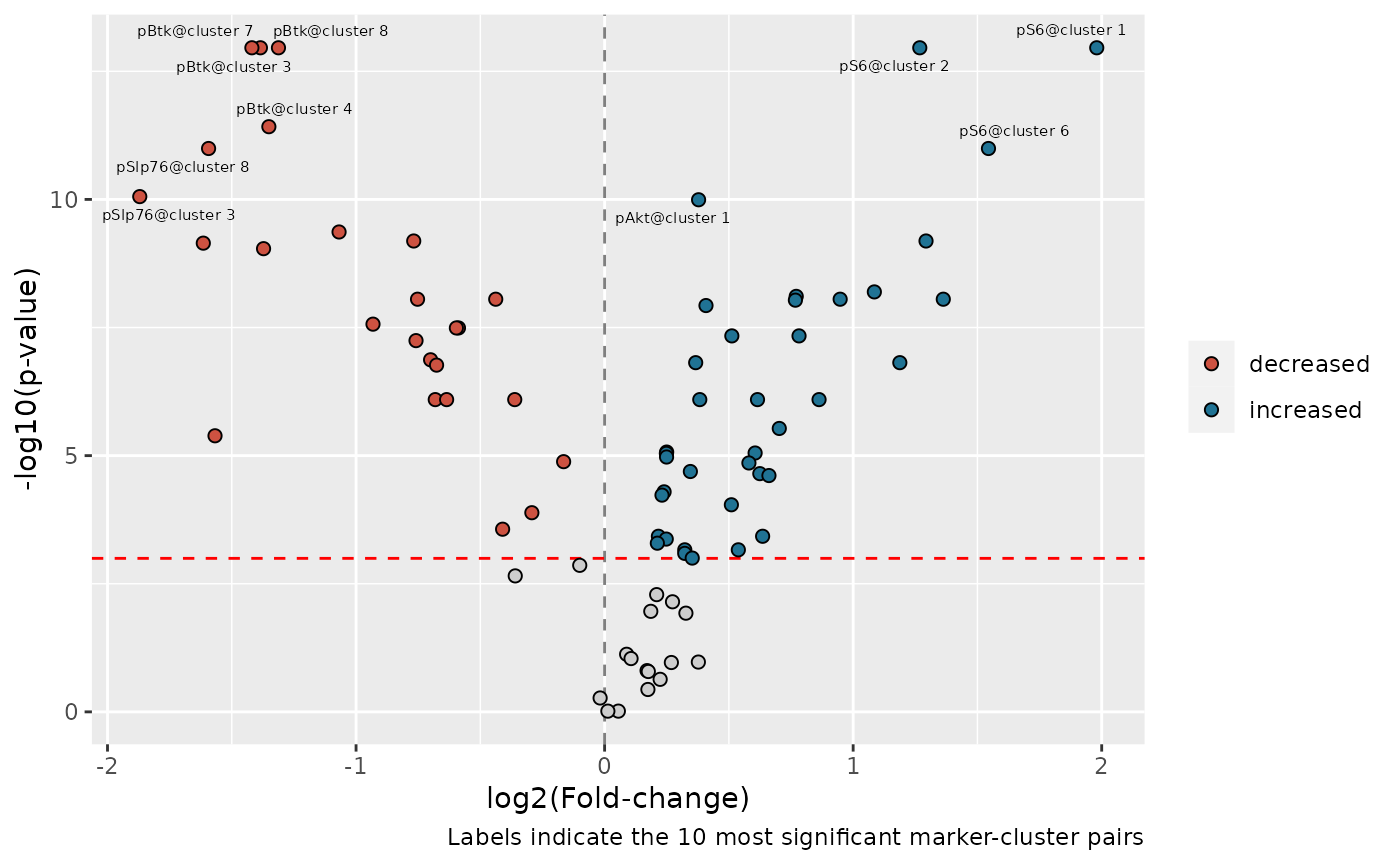 pBtk@cluster 7
pBtk@cluster 8
pS6@cluster 1
pBtk@cluster 3
pS6@cluster 2
pBtk@cluster 4
pS6@cluster 6
pSlp76@cluster 8
pSlp76@cluster 3
pAkt@cluster 1
10
5
0
-log10(p-value)
-2
-1
0
1
2
log2(Fold-change)
decreased
increased
Labels indicate the 10 most significant marker-cluster pairs